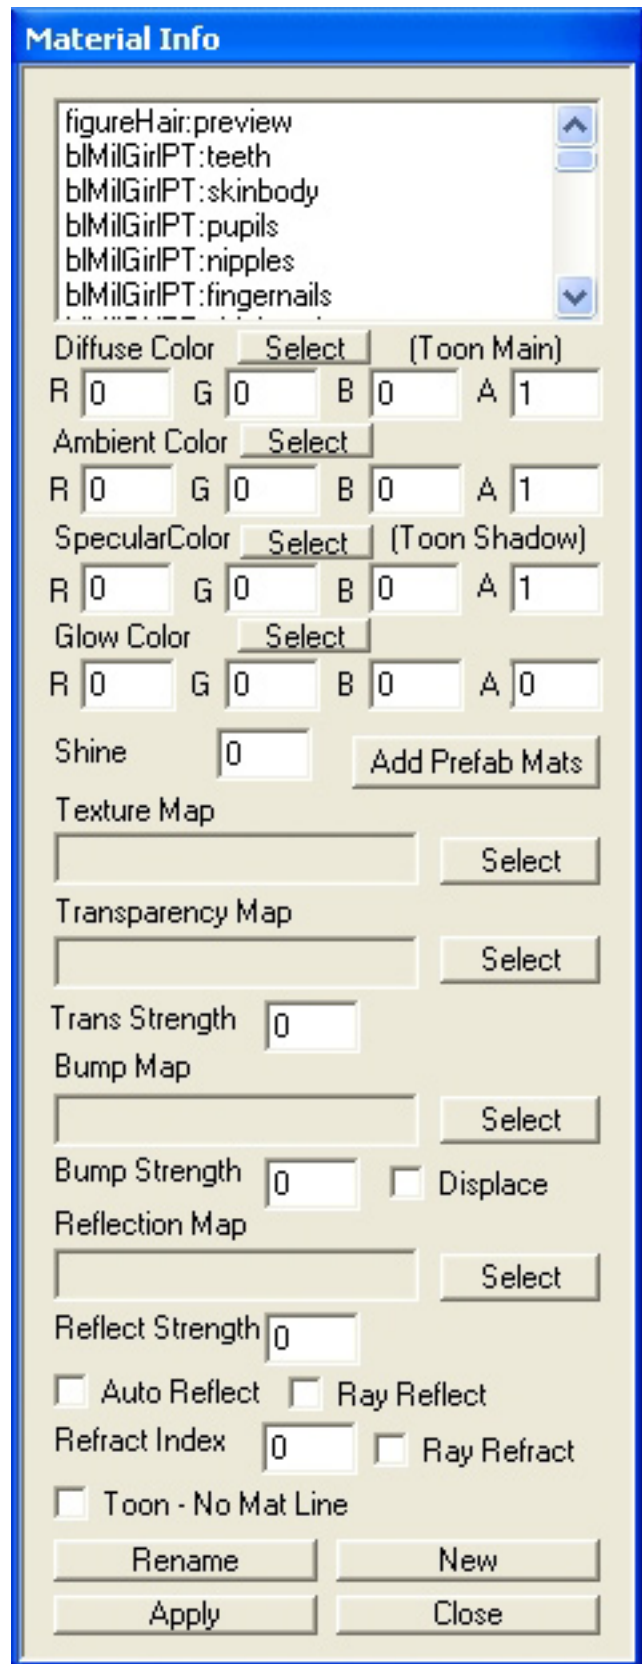 Material Info
figureHair:preview
blMilGirlPT:teeth
blMilGirlPT:skinbody
blMilGirlPT:pupils
blMilGirlPT:nipples
blMilGirlPT:fingernails
Diffuse Color Select (Toon Main)
R 0 G 0 B 0 A 1
Ambient Color Select
R 0 G 0 B 0 A 1
SpecularColor Select (Toon Shadow)
R 0 G 0 B 0 A 1
Glow Color Select
R 0 G 0 B 0 A 0
Shine 0 Add Prefab Mats
Texture Map
Select
Transparency Map
Select
Trans Strength 0
Bump Map
Select
Bump Strength 0 Displace
Reflection Map
Select
Reflect Strength 0
Auto Reflect Ray Reflect
Refract Index 0 Ray Refract
Toon - No Mat Line
Rename New
Apply Close